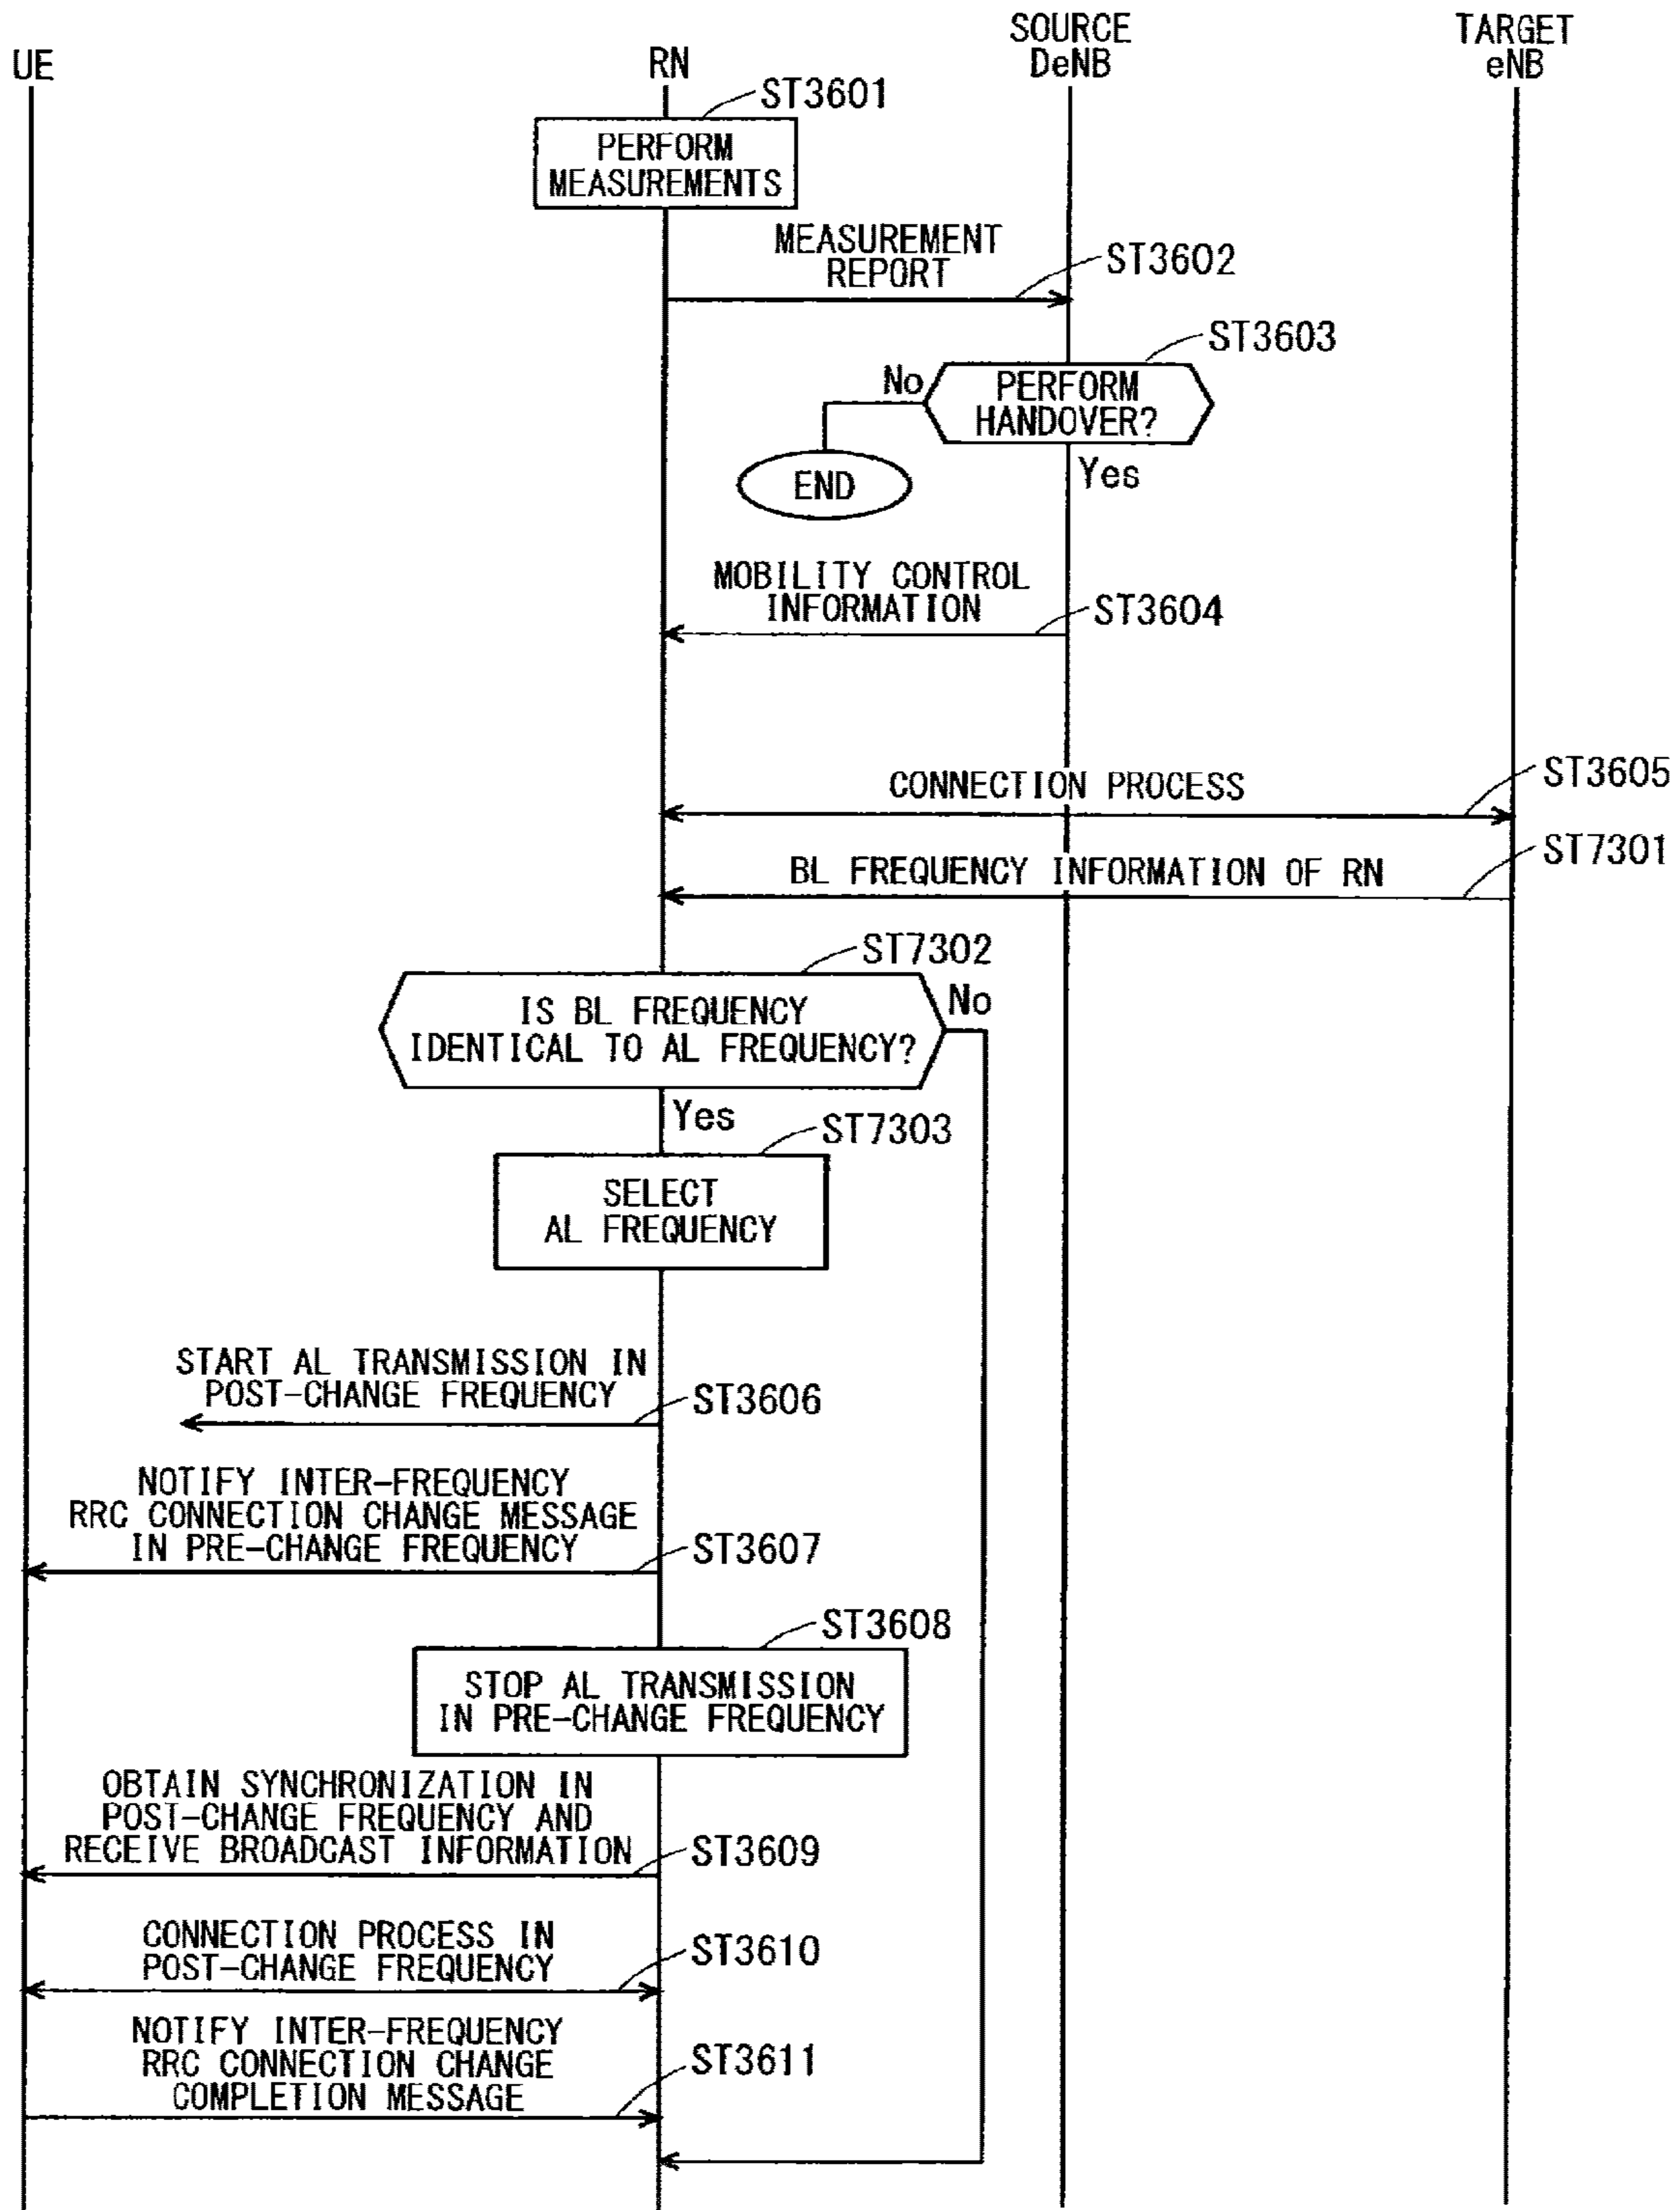 UE
RN
SOURCE
DeNB
TARGET
eNB
ST3601
PERFORM
MEASUREMENTS
MEASUREMENT
REPORT
ST3602
ST3603
No
PERFORM
HANDOVER?
END
Yes
MOBILITY CONTROL
INFORMATION
ST3604
CONNECTION PROCESS
ST3605
BL FREQUENCY INFORMATION OF RN
ST7301
ST7302
IS BL FREQUENCY
IDENTICAL TO AL FREQUENCY?
No
Yes
ST7303
SELECT
AL FREQUENCY
START AL TRANSMISSION IN
POST-CHANGE FREQUENCY
ST3606
NOTIFY INTER-FREQUENCY
RRC CONNECTION CHANGE MESSAGE
IN PRE-CHANGE FREQUENCY
ST3607
ST3608
STOP AL TRANSMISSION
IN PRE-CHANGE FREQUENCY
OBTAIN SYNCHRONIZATION IN
POST-CHANGE FREQUENCY AND
RECEIVE BROADCAST INFORMATION
ST3609
CONNECTION PROCESS IN
POST-CHANGE FREQUENCY
ST3610
NOTIFY INTER-FREQUENCY
RRC CONNECTION CHANGE
COMPLETION MESSAGE
ST3611